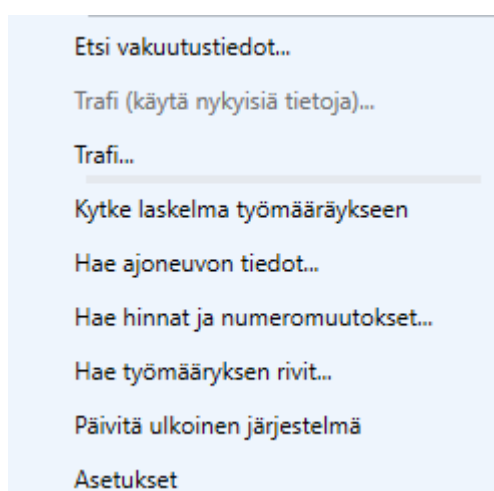 Etsi vakuutustiedot...
Trafi (käytä nykyisiä tietoja)...
Trafi...
Kytke laskelma työmääräykseen
Hae ajoneuvon tiedot...
Hae hinnat ja numeromuutokset...
Hae työmääryksen rivit...
Päivitä ulkoinen järjestelmä
Asetukset